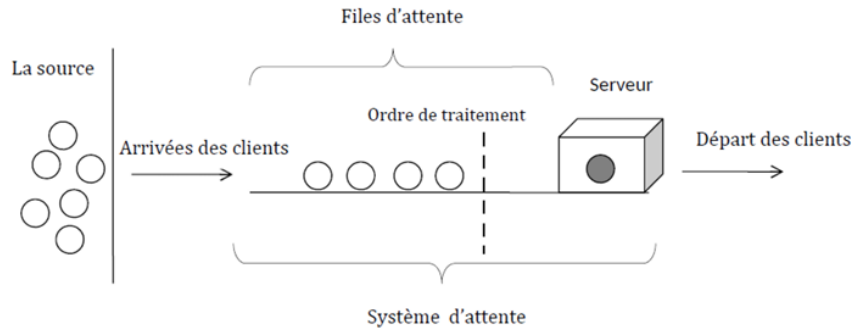 Files d'attente
La source
Serveur
Ordre de traitement
Arrivées des clients
Départ des clients
Système d'attente